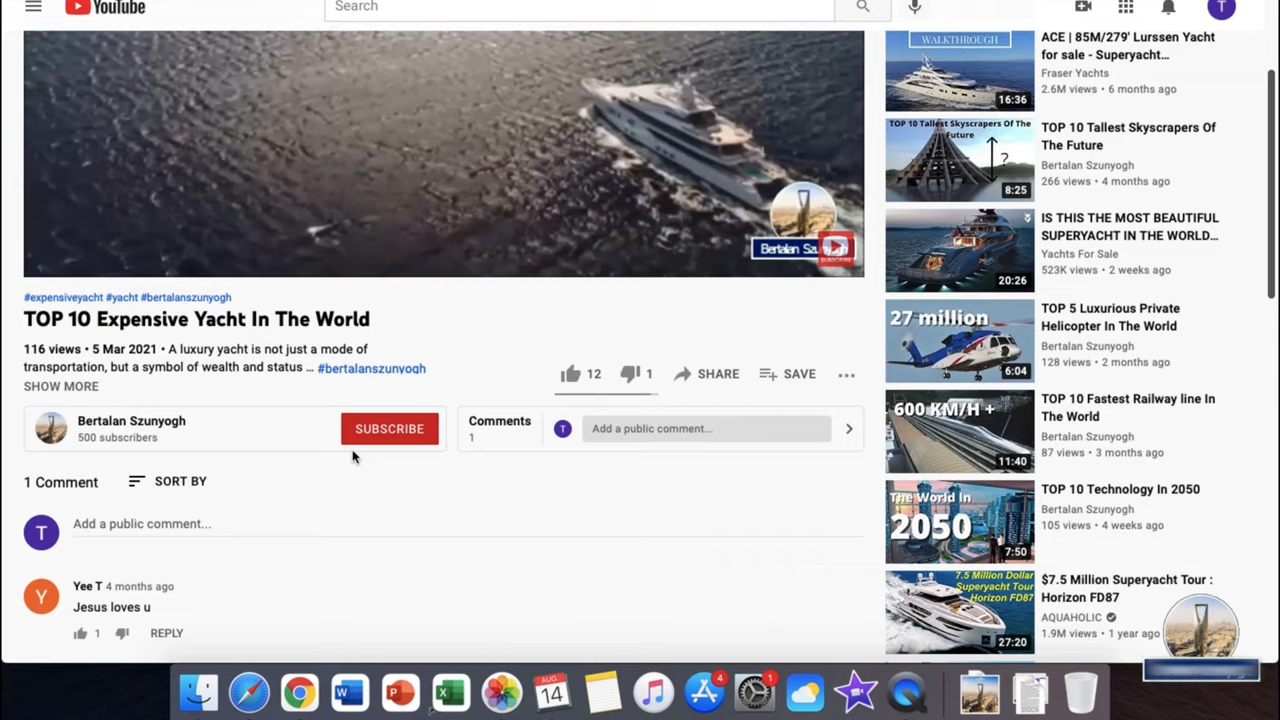 YouTube
Search
T
Bertalan Szunyogh
SUBSCRIBE
#expensiveyacht #yacht #bertalanszunyogh
TOP 10 Expensive Yacht In The World
116 views • 5 Mar 2021 • A luxury yacht is not just a mode of
transportation, but a symbol of wealth and status ... #bertalanszunyogh
SHOW MORE
12
1
SHARE
SAVE
Bertalan Szunyogh
500 subscribers
SUBSCRIBE
Comments
1
T
Add a public comment...
1 Comment
SORT BY
T
Add a public comment...
Y
Yee T 4 months ago
Jesus loves u
1
REPLY
WALKTHROUGH
16:36
ACE | 85M/279' Lurssen Yacht
for sale - Superyacht...
Fraser Yachts
2.6M views • 6 months ago
TOP 10 Tallest Skyscrapers Of The
Future
?
8:25
TOP 10 Tallest Skyscrapers Of
The Future
Bertalan Szunyogh
266 views • 4 months ago
20:26
IS THIS THE MOST BEAUTIFUL
SUPERYACHT IN THE WORLD...
Yachts For Sale
523K views • 2 weeks ago
27 million
6:04
TOP 5 Luxurious Private
Helicopter In The World
Bertalan Szunyogh
128 views • 2 months ago
600 KM/H +
11:40
TOP 10 Fastest Railway line In
The World
Bertalan Szunyogh
87 views • 3 months ago
The World In
2050
7:50
TOP 10 Technology In 2050
Bertalan Szunyogh
105 views • 4 weeks ago
7.5 Million Dollar
Superyacht Tour
Horizon FD87
27:20
$7.5 Million Superyacht Tour :
Horizon FD87
AQUAHOLIC
1.9M views • 1 year ago
W
P
X
AUG.
14
4
1
DOCX